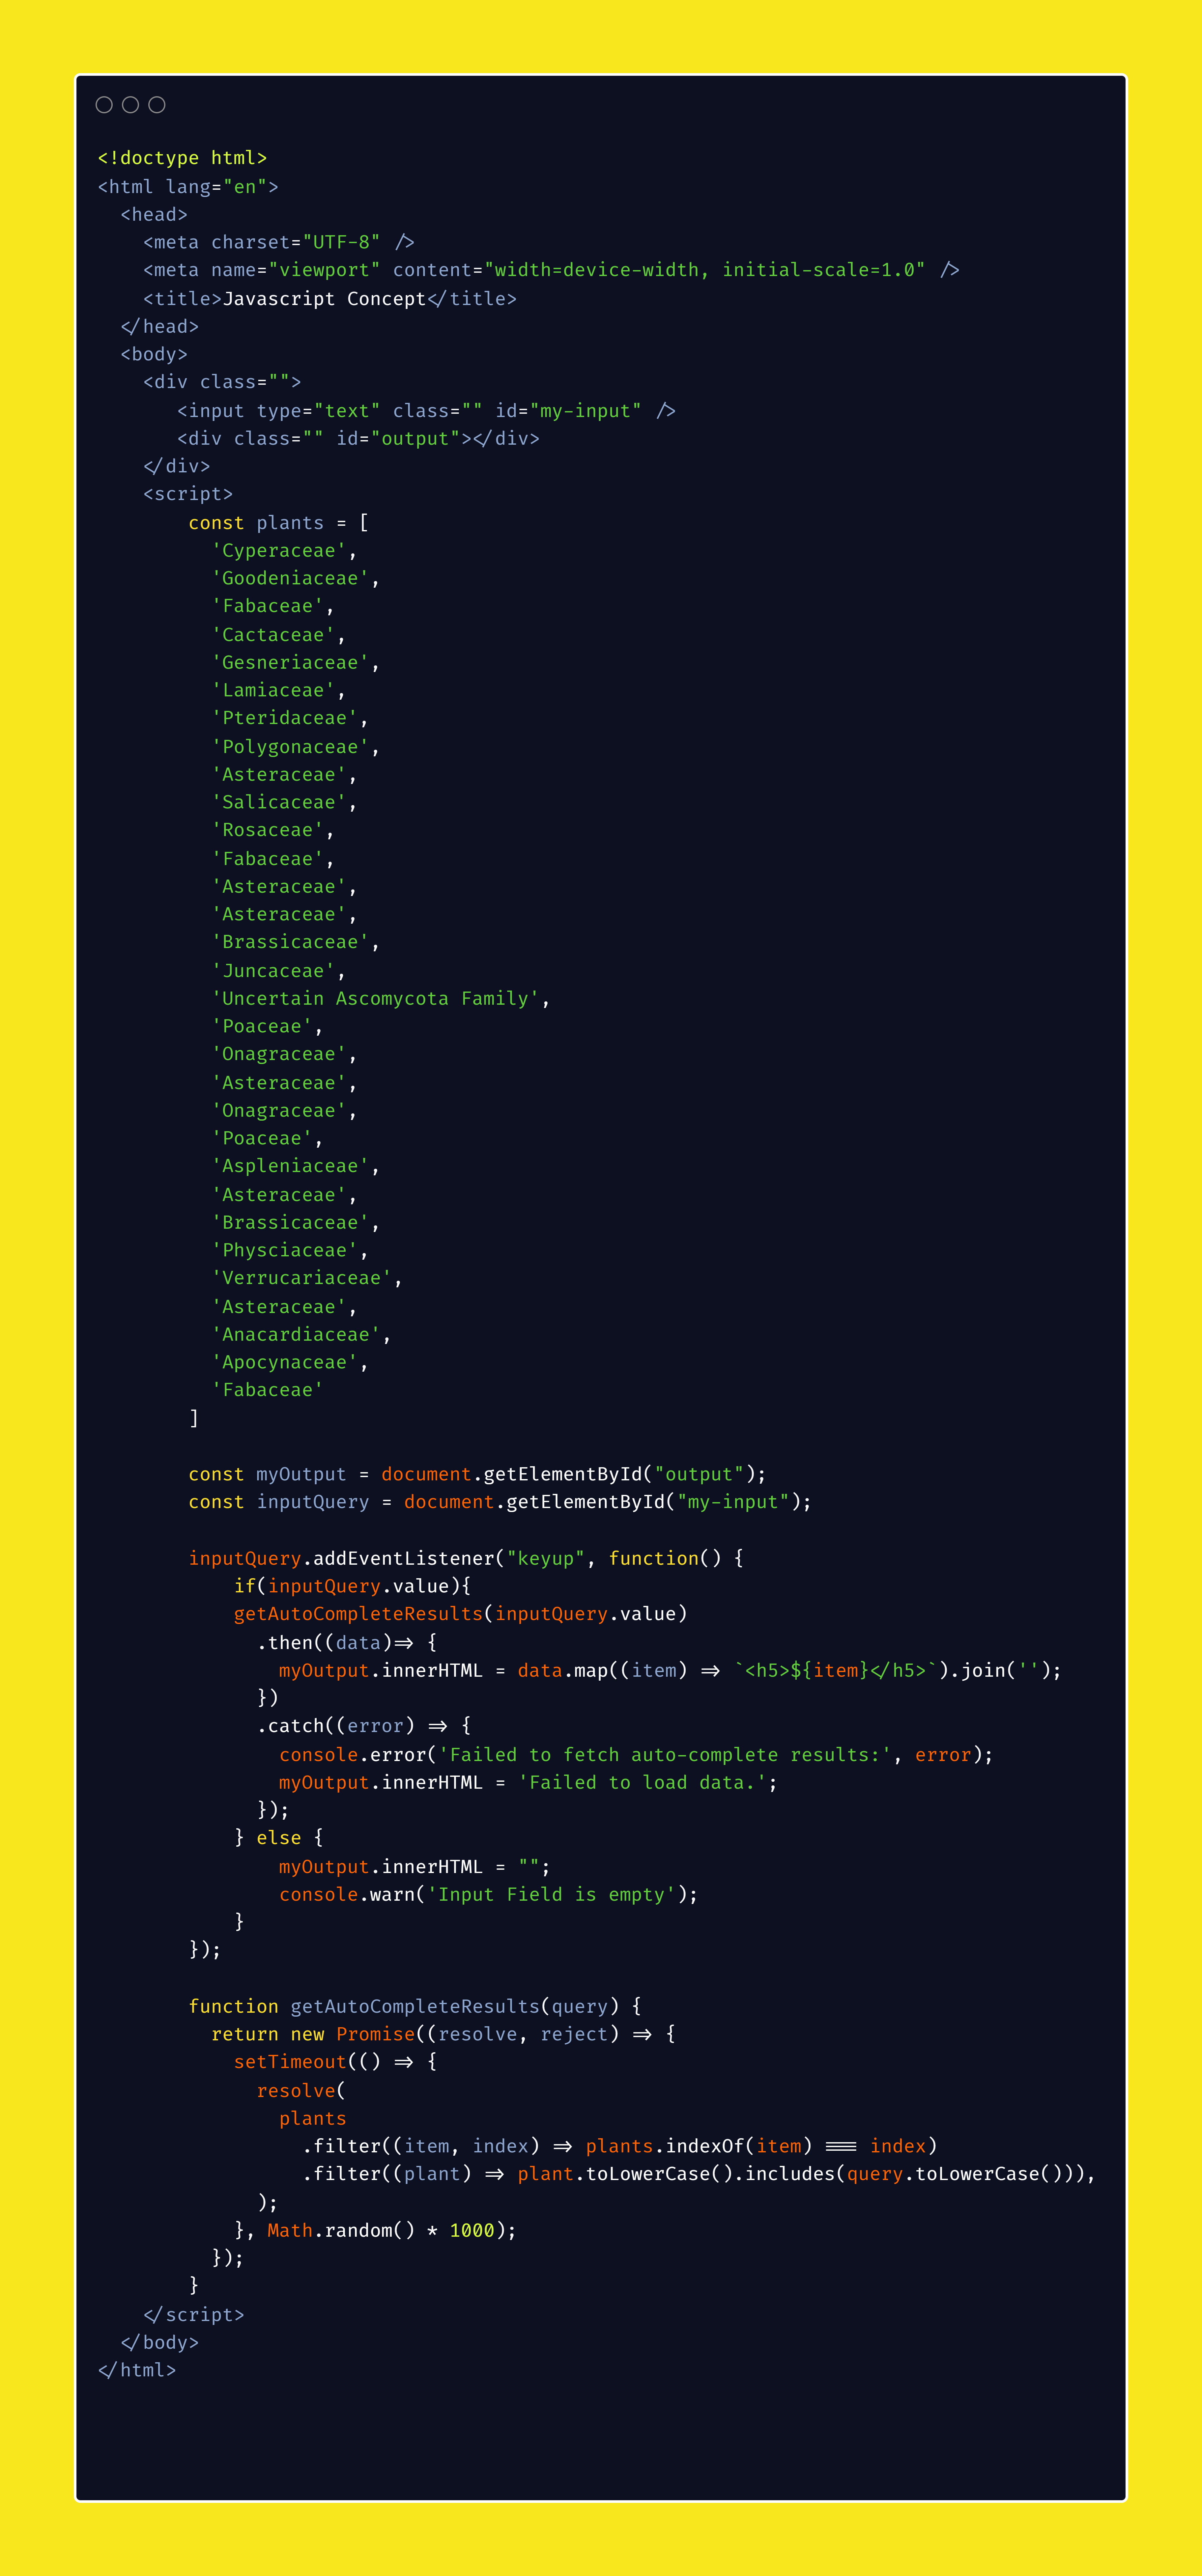 <!doctype html>
<html lang="en">
  <head>
    <meta charset="UTF-8" />
    <meta name="viewport" content="width=device-width, initial-scale=1.0" />
    <title>Javascript Concept</title>
  </head>
  <body>
    <div class="">
       <input type="text" class="" id="my-input" />
       <div class="" id="output"></div>
    </div>
    <script>
        const plants = [
          'Cyperaceae',
          'Goodeniaceae',
          'Fabaceae',
          'Cactaceae',
          'Gesneriaceae',
          'Lamiaceae',
          'Pteridaceae',
          'Polygonaceae',
          'Asteraceae',
          'Salicaceae',
          'Rosaceae',
          'Fabaceae',
          'Asteraceae',
          'Asteraceae',
          'Brassicaceae',
          'Juncaceae',
          'Uncertain Ascomycota Family',
          'Poaceae',
          'Onagraceae',
          'Asteraceae',
          'Onagraceae',
          'Poaceae',
          'Aspleniaceae',
          'Asteraceae',
          'Brassicaceae',
          'Physciaceae',
          'Verrucariaceae',
          'Asteraceae',
          'Anacardiaceae',
          'Apocynaceae',
          'Fabaceae'
        ]

        const myOutput = document.getElementById("output");
        const inputQuery = document.getElementById("my-input");

        inputQuery.addEventListener("keyup", function() {
            if(inputQuery.value){
            getAutoCompleteResults(inputQuery.value)
              .then((data)=> {
                myOutput.innerHTML = data.map((item) => `<h5>${item}</h5>`).join('');
              })
              .catch((error) => {
                console.error('Failed to fetch auto-complete results:', error);
                myOutput.innerHTML = 'Failed to load data.';
              });
            } else {
                myOutput.innerHTML = "";
                console.warn('Input Field is empty');
            }
        });

        function getAutoCompleteResults(query) {
          return new Promise((resolve, reject) => {
            setTimeout(() => {
              resolve(
                plants
                  .filter((item, index) => plants.indexOf(item) === index)
                  .filter((plant) => plant.toLowerCase().includes(query.toLowerCase())),
              );
            }, Math.random() * 1000);
          });
        }
    </script>
  </body>
</html>